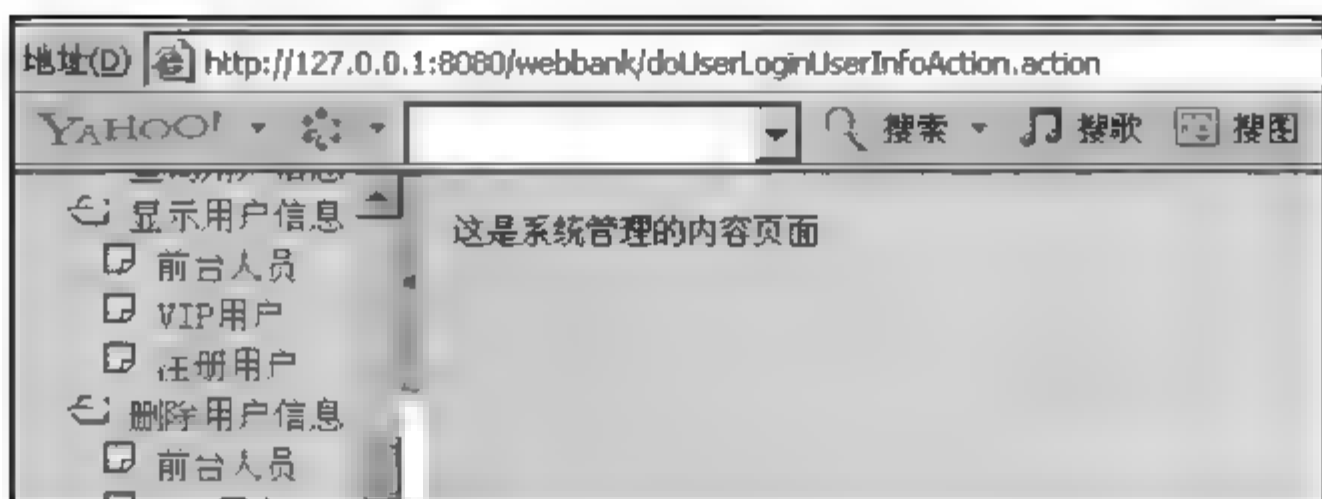 地址(D) http://127.0.0.1:8080/webbank/doUserLoginUserInfoAction.action
YAHOO! 搜索 搜歌 搜图
显示用户信息
这是系统管理的内容页面
前台人员
VIP用户
注册用户
删除用户信息
前台人员